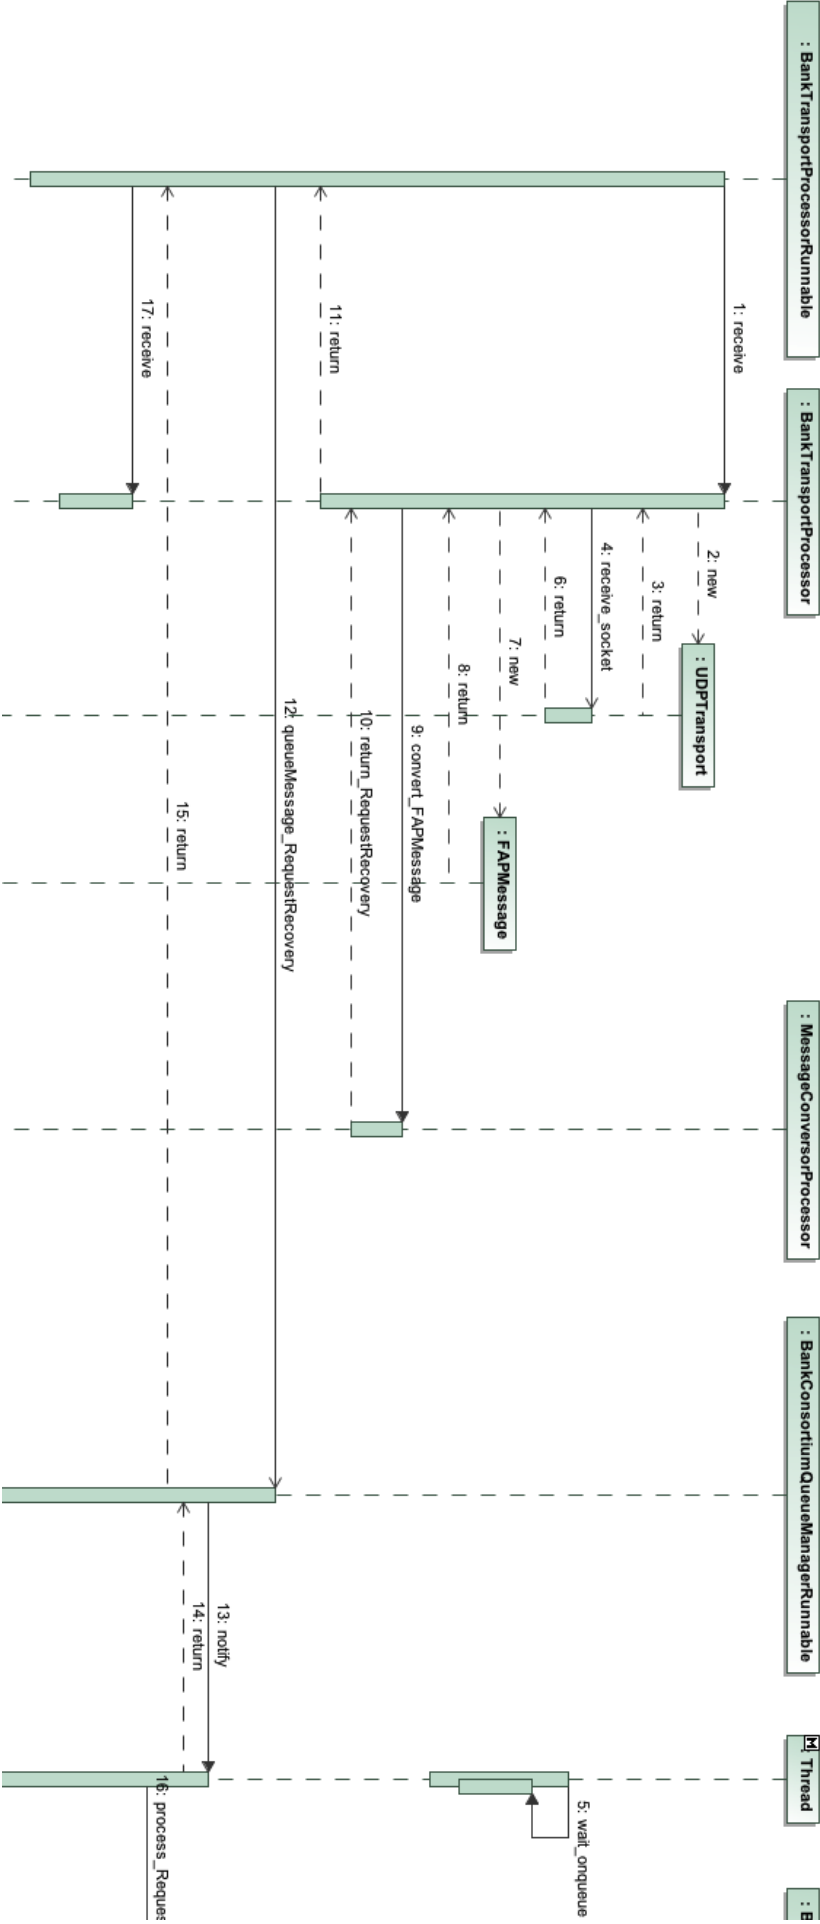 : BankTransportProcessorRunnable
: BankTransportProcessor
: MessageConversorProcessor
: BankConsortiumQueueManagerRunnable
: Thread
1: receive
2: new
: UDPTransport
3: return
4: receive_socket
5: wait_onqueue
6: return
7: new
: FAPMessage
8: return
9: convert_FAPMessage
10: return_RequestRecovery
11: return
12: queueMessage_RequestRecovery
13: notify
14: return
15: return
16: process_Reques
17: receive